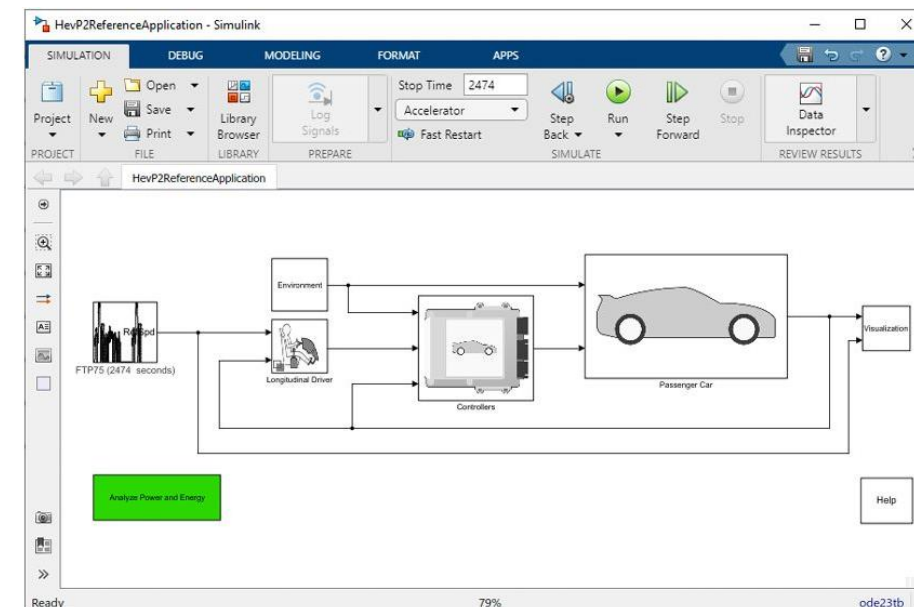 HevP2ReferenceApplication - Simulink
SIMULATION DEBUG MODELING FORMAT APPS
Project
New
Open
Save
Print
Library
Browser
Log
Signals
Stop Time 2474
Accelerator
Fast Restart
Step
Back
Run
Step
Forward
Stop
Data
Inspector
PROJECT FILE LIBRARY PREPARE SIMULATE REVIEW RESULTS
HevP2ReferenceApplication
Environment
RefSpd
FTP75 (2474 seconds)
Longitudinal Driver
Controllers
Passenger Car
Visualization
Analyze Power and Energy
Help
Ready 79% ode23tb